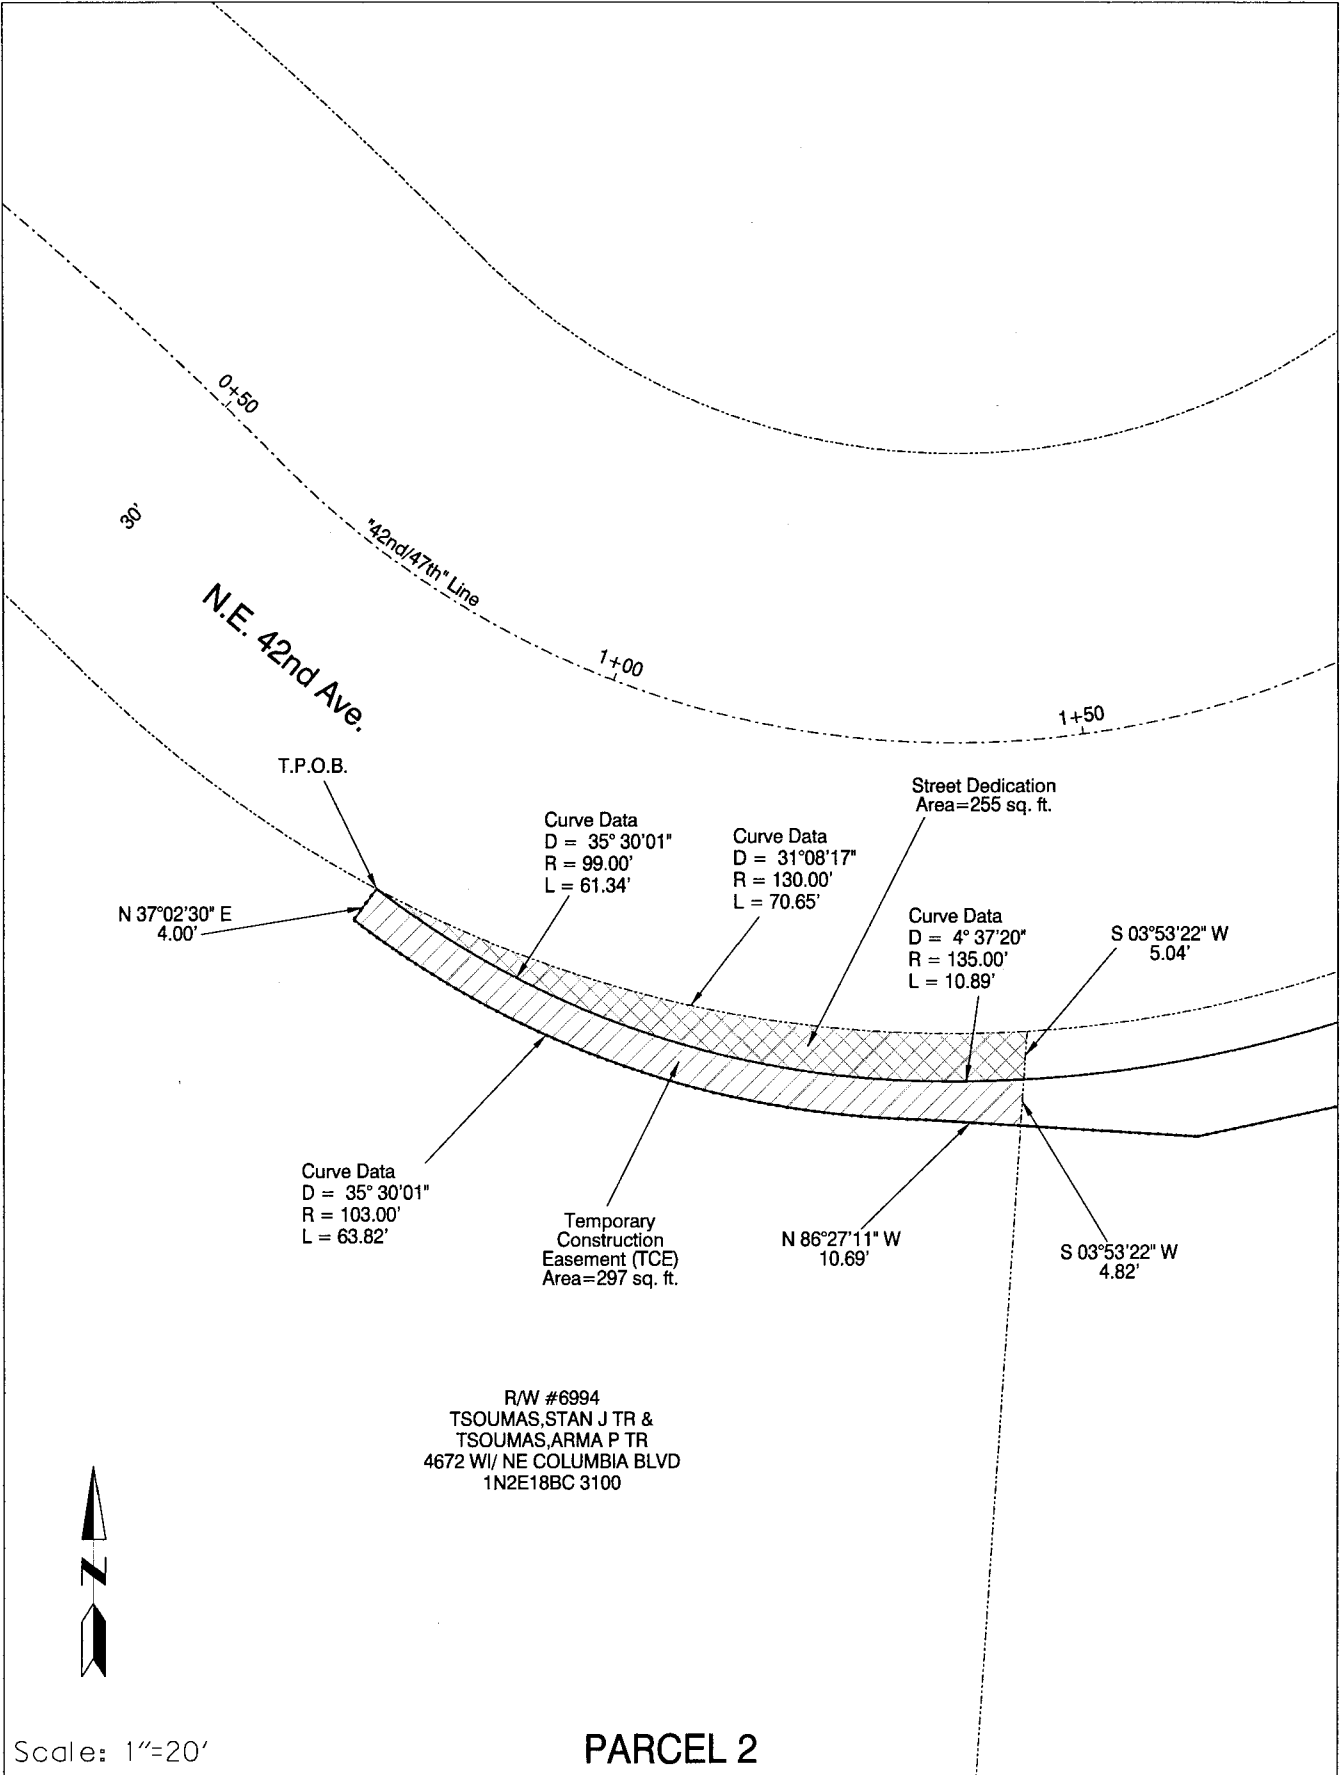 0+50
30'
"42nd/47th" Line
N.E. 42nd Ave.
1+00
1+50
T.P.O.B.
Street Dedication
Area=255 sq. ft.
Curve Data
D = 35° 30'01"
R = 99.00'
L = 61.34'
Curve Data
D = 31°08'17"
R = 130.00'
L = 70.65'
N 37°02'30" E
4.00'
Curve Data
D = 4° 37'20"
R = 135.00'
L = 10.89'
S 03°53'22" W
5.04'
Curve Data
D = 35° 30'01"
R = 103.00'
L = 63.82'
Temporary
Construction
Easement (TCE)
Area=297 sq. ft.
N 86°27'11" W
10.69'
S 03°53'22" W
4.82'
R/W #6994
TSOUMAS,STAN J TR &
TSOUMAS,ARMA P TR
4672 WI/ NE COLUMBIA BLVD
1N2E18BC 3100
N
Scale: 1"=20'
PARCEL 2